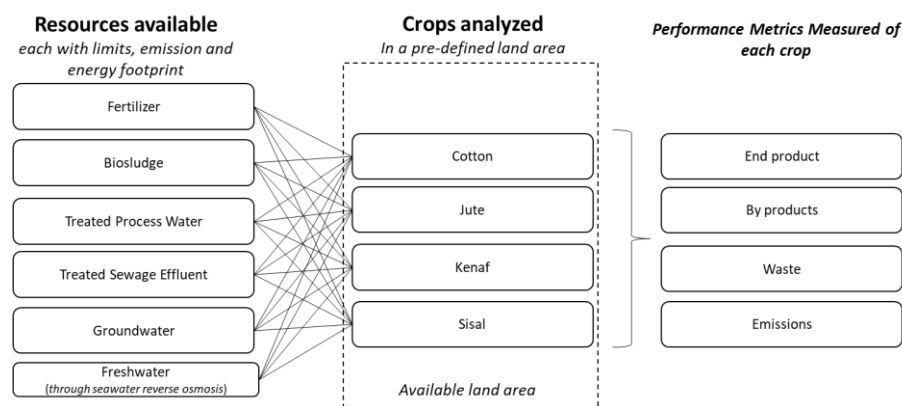 Resources available
each with limits, emission and
energy footprint
Fertilizer
Biosludge
Treated Process Water
Treated Sewage Effluent
Groundwater
Freshwater
(through seawater reverse osmosis)
Crops analyzed
In a pre-defined land area
Cotton
Jute
Kenaf
Sisal
Available land area
Performance Metrics Measured of
each crop
End product
By products
Waste
Emissions